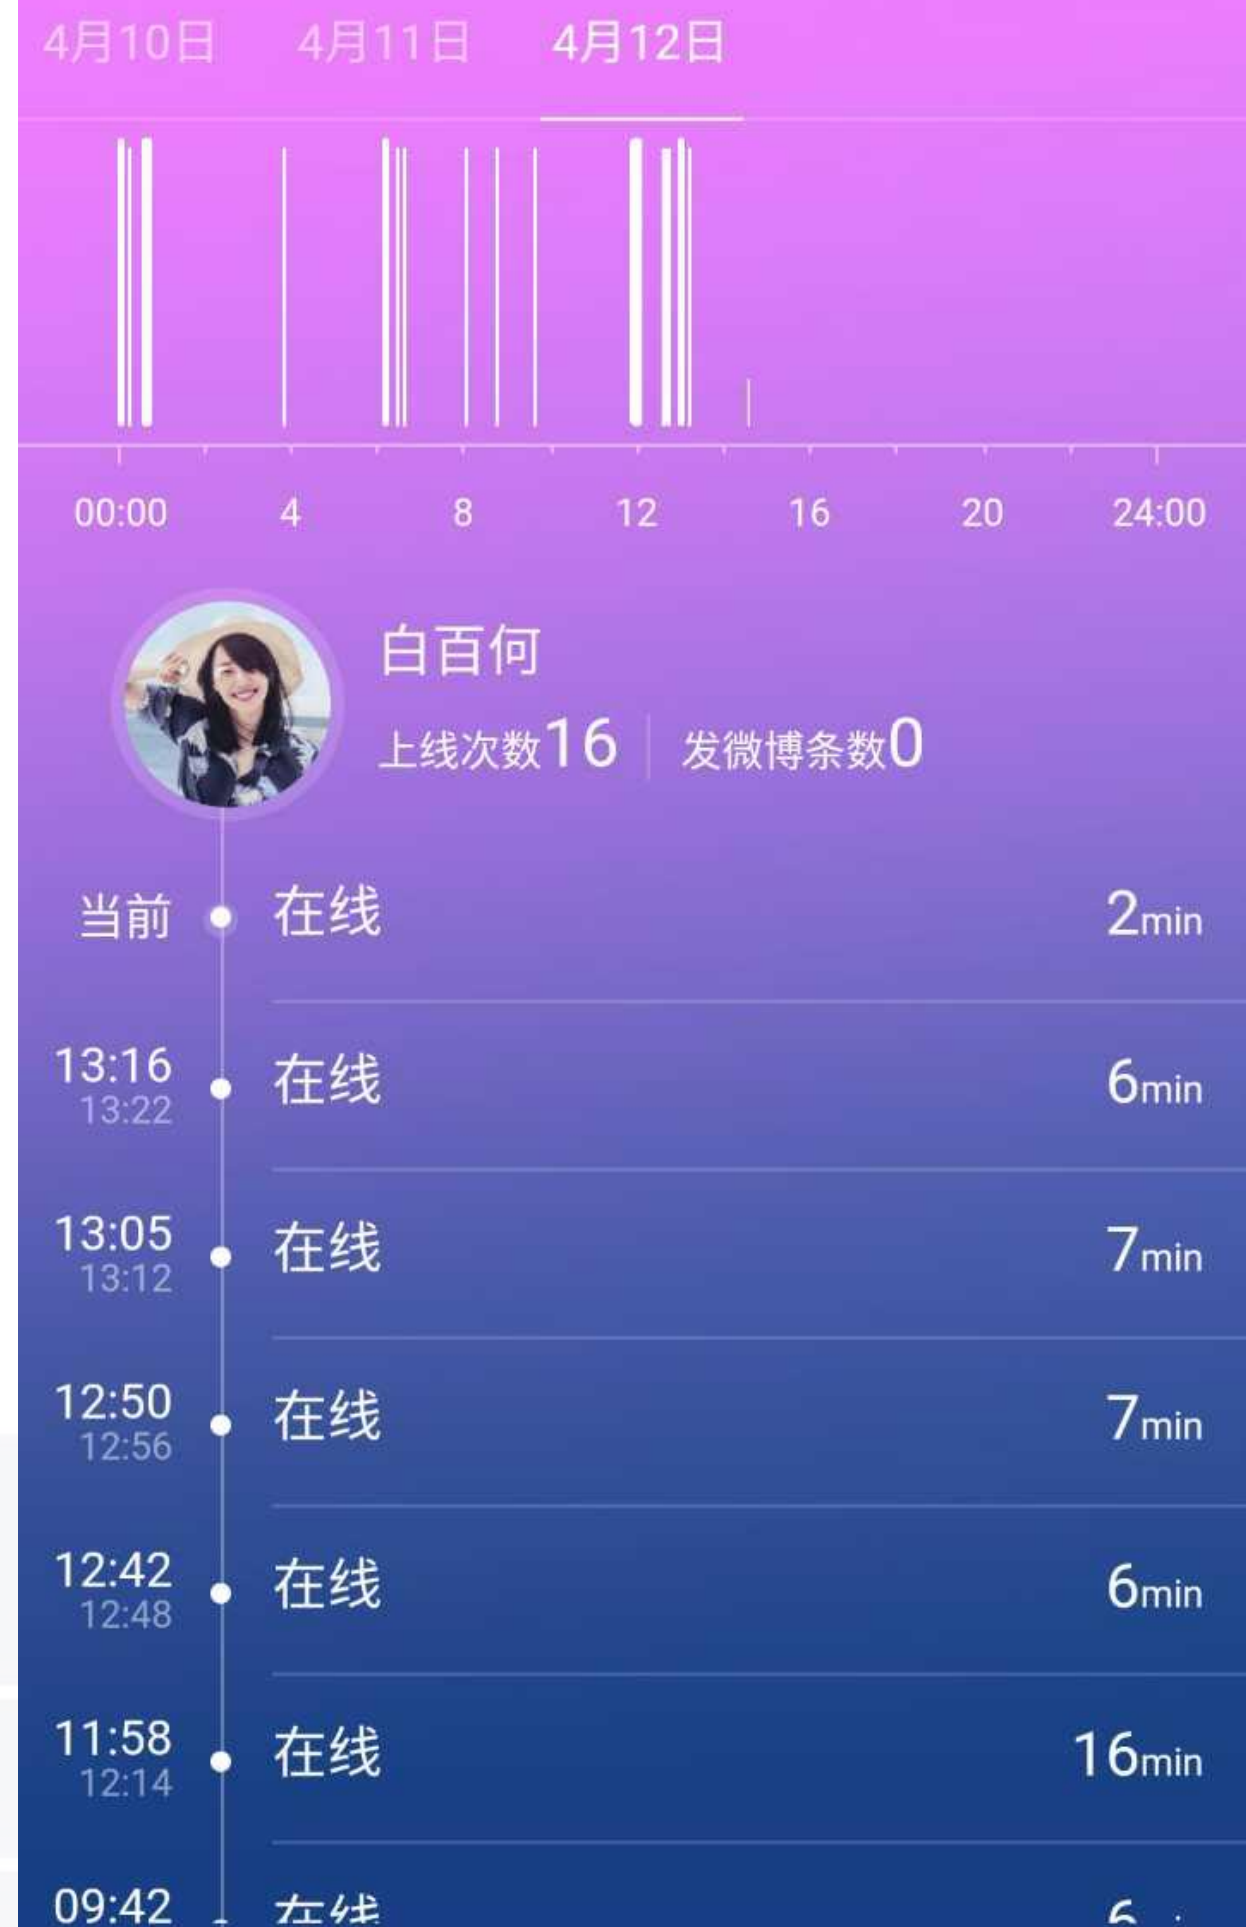 4月10日 4月11日 4月12日
00:00 4 8 12 16 20 24:00
白百何
上线次数16 发微博条数0
当前 在线 2min
13:16 在线 6min
13:22
13:05 在线 7min
13:12
12:50 在线 7min
12:56
12:42 在线 6min
12:48
11:58 在线 16min
12:14
09:42 在线 6